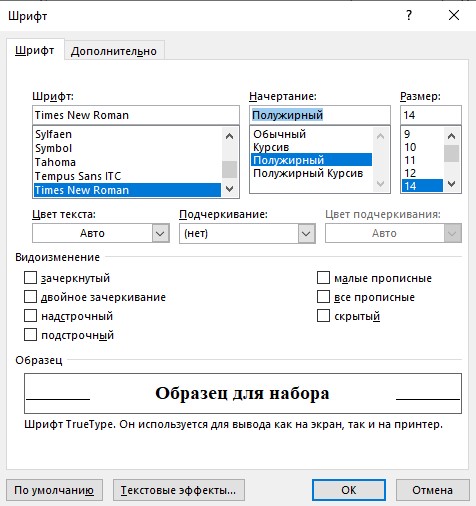 Шрифт
? ×
Шрифт Дополнительно
Шрифт: Начертание: Размер:
Times New Roman Полужирный 14
Sylfaen Обычный 9
Symbol Курсив 10
Tahoma Полужирный 11
Tempus Sans ITC Полужирный Курсив 12
Times New Roman 14
Цвет текста: Подчеркивание: Цвет подчеркивания:
Авто (нет) Авто
Видоизменение
зачеркнутый малые прописные
двойное зачеркивание все прописные
надстрочный скрытый
подстрочный
Образец
Образец для набора
Шрифт TrueType. Он используется для вывода как на экран, так и на принтер.
По умолчанию Текстовые эффекты... ОК Отмена